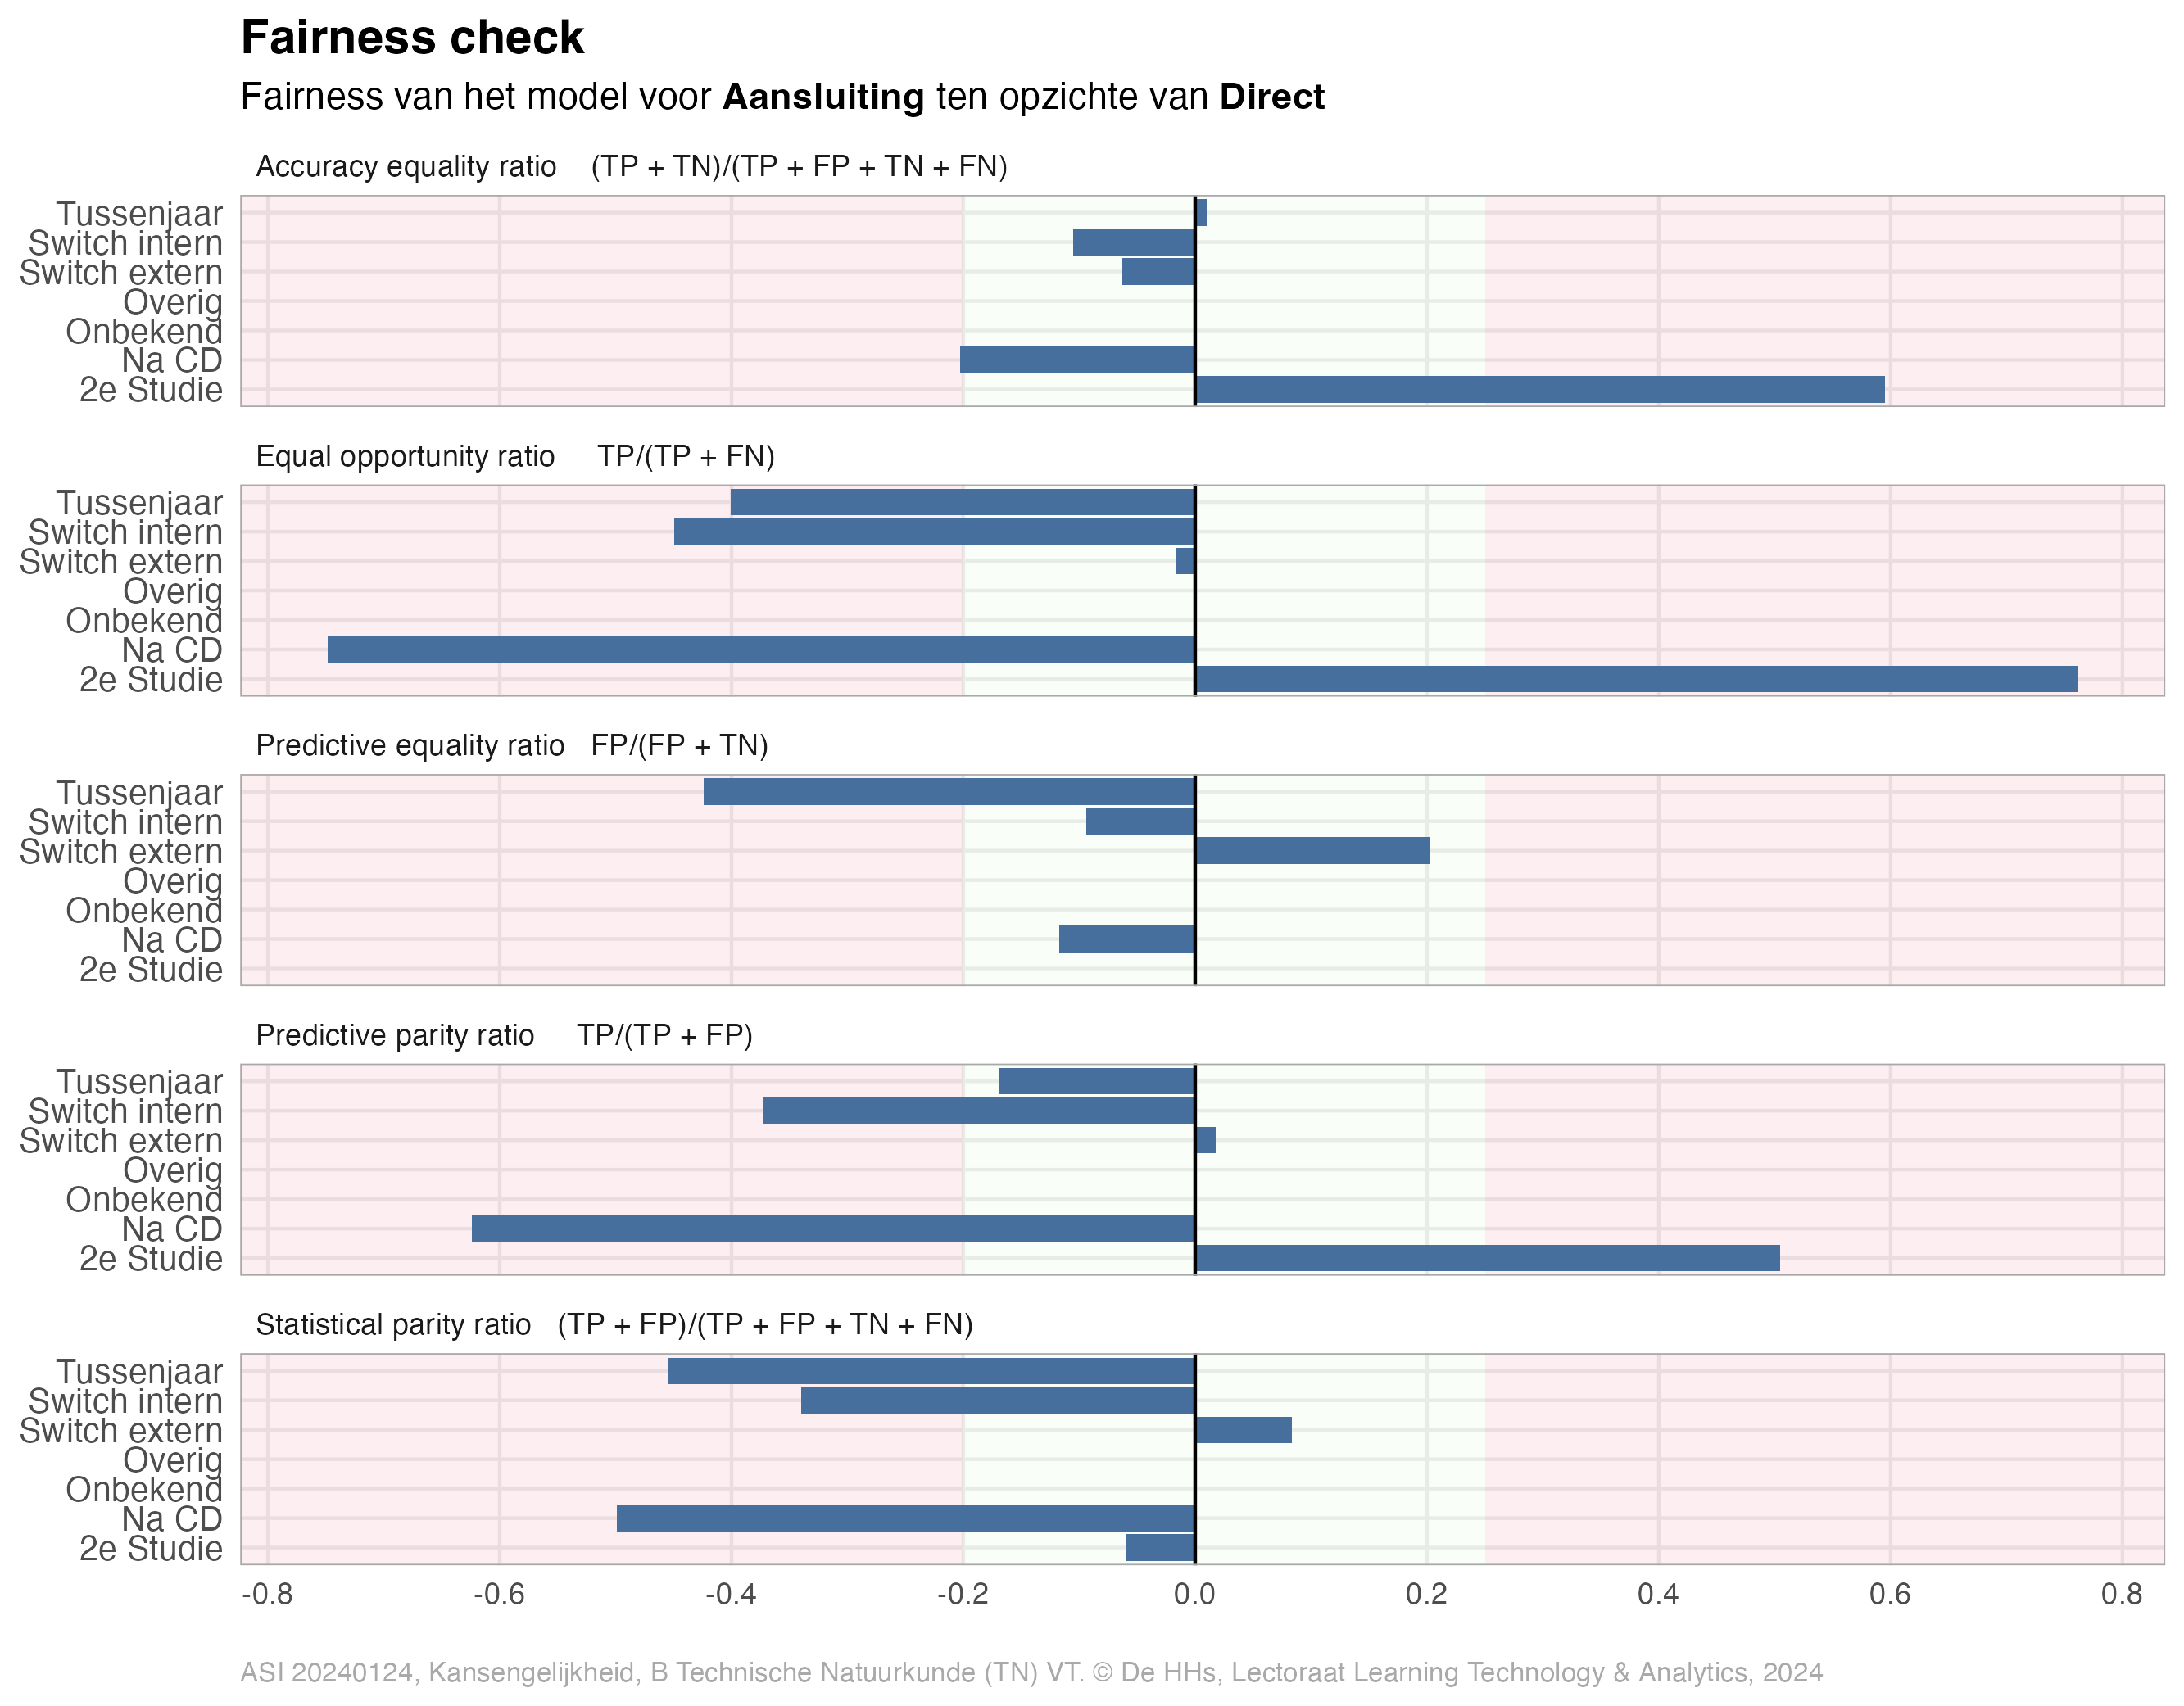 Fairness check
Fairness van het model voor Aansluiting ten opzichte van Direct
Accuracy equality ratio (TP + TN)/(TP + FP + TN + FN)
Tussenjaar
Switch intern
Switch extern
Overig
Onbekend
Na CD
2e Studie
Equal opportunity ratio TP/(TP + FN)
Tussenjaar
Switch intern
Switch extern
Overig
Onbekend
Na CD
2e Studie
Predictive equality ratio FP/(FP + TN)
Tussenjaar
Switch intern
Switch extern
Overig
Onbekend
Na CD
2e Studie
Predictive parity ratio TP/(TP + FP)
Tussenjaar
Switch intern
Switch extern
Overig
Onbekend
Na CD
2e Studie
Statistical parity ratio (TP + FP)/(TP + FP + TN + FN)
Tussenjaar
Switch intern
Switch extern
Overig
Onbekend
Na CD
2e Studie
-0.8 -0.6 -0.4 -0.2 0.0 0.2 0.4 0.6 0.8
ASI 20240124, Kansengelijkheid, B Technische Natuurkunde (TN) VT. © De HHs, Lectoraat Learning Technology & Analytics, 2024